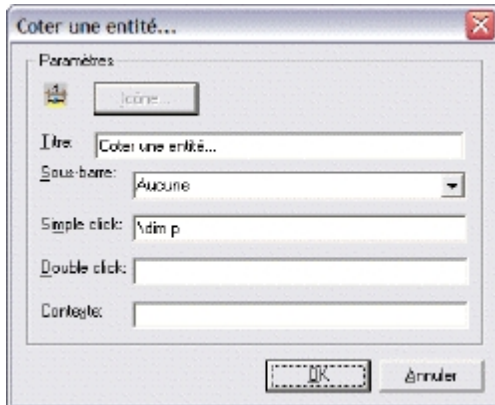 Coter une entité...
Paramètres
Icône...
Titre: Coter une entité...
Sous-barre: Aucune
Simple click: \dim p
Double click:
Contexte:
OK Annuler